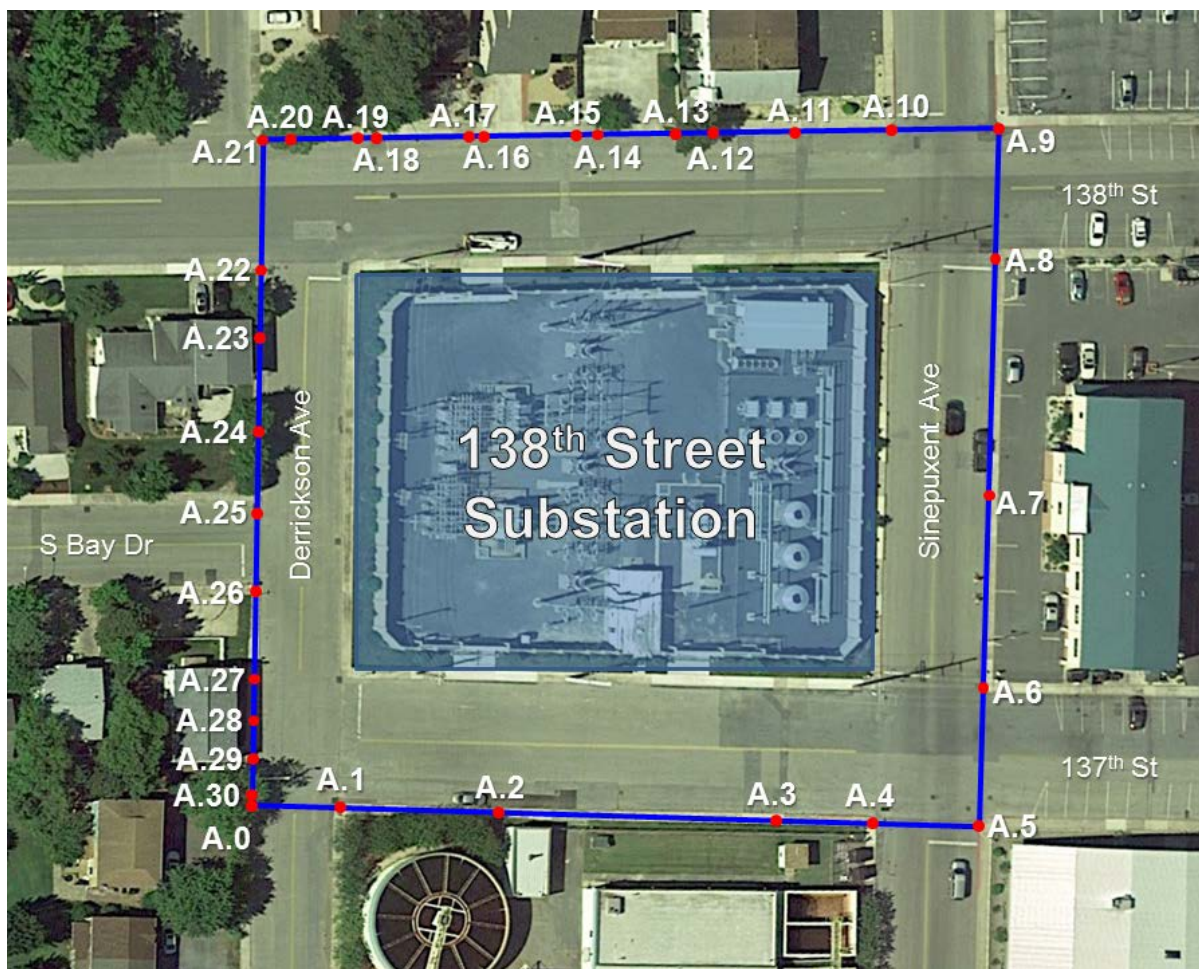 A.20
A.19
A.17
A.15
A.13
A.11
A.10
A.21
A.18
A.16
A.14
A.12
A.9
138th St
A.22
A.8
A.23
Derrickson Ave
Sinepuxent Ave
A.24
138th Street
Substation
A.7
A.25
S Bay Dr
A.26
A.27
A.6
A.28
A.29
137th St
A.30
A.1
A.2
A.3
A.4
A.5
A.0